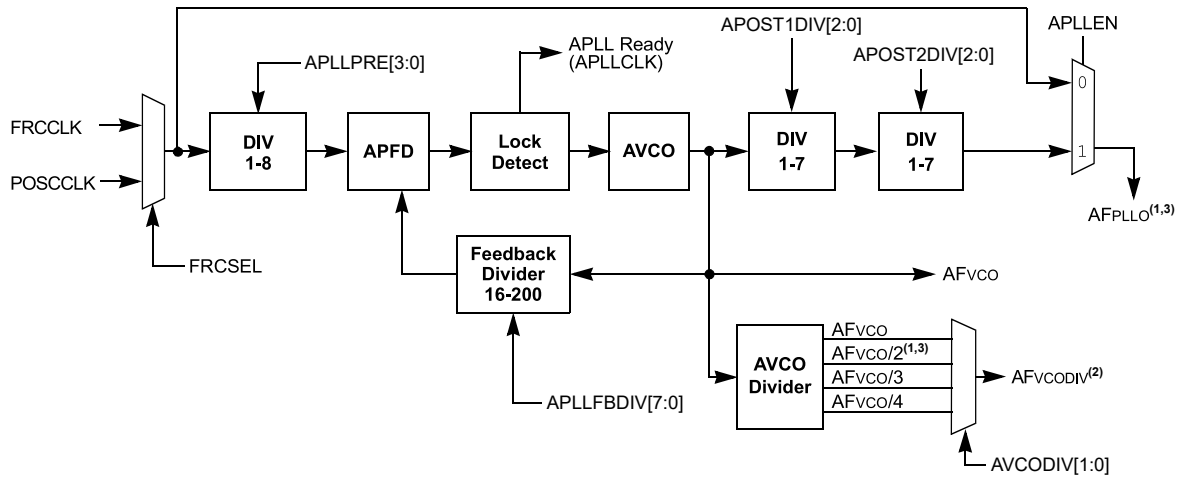 APOST1DIV[2:0]
APLLEN
APLL Ready
(APLLCLK)
APOST2DIV[2:0]
APLLPRE[3:0]
0
FRCCLK
DIV
1-8
APFD
Lock
Detect
AVCO
DIV
1-7
DIV
1-7
1
POSCCLK
AFPLLO(1,3)
FRCSEL
Feedback
Divider
16-200
AFVCO
AVCO
Divider
AFVCO
AFVCO/2(1,3)
AFVCO/3
AFVCO/4
AFVCODIV(2)
APLLFBDIV[7:0]
AVCODIV[1:0]